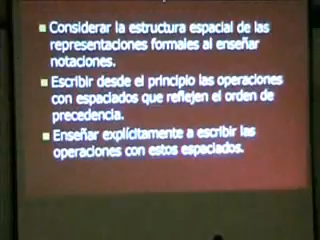 Considerar la estructura espacial de las
representaciones formales al enseñar
notaciones.
Escribir desde el principio las operaciones
con espaciados que reflejen el orden de
precedencia.
Enseñar explícitamente a escribir las
operaciones con estos espaciados.